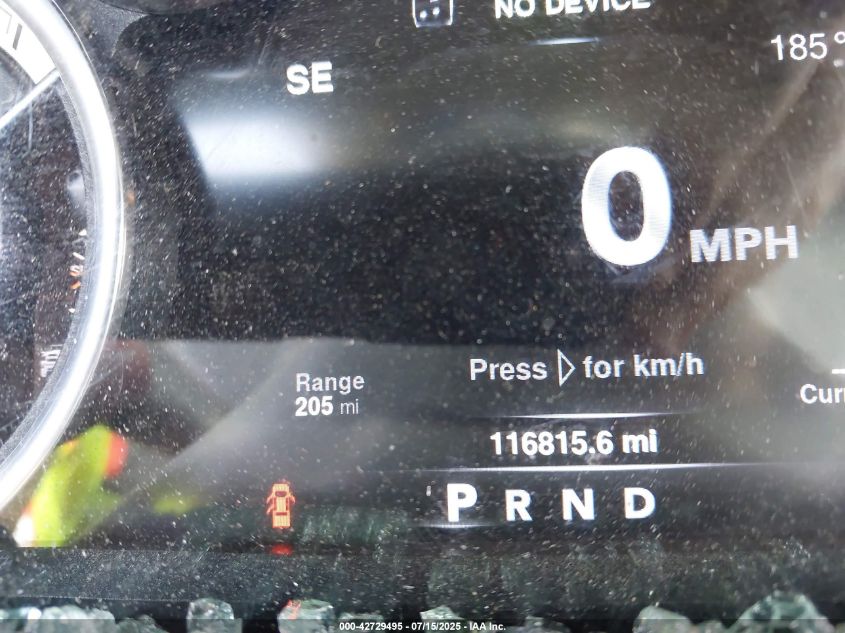 NO DEVICE
185°
SE
0 MPH
Press ▷ for km/h
Range
205 mi
Curr
116815.6 mi
P R N D
000-42729495 - 07/15/2025 - IAA Inc.